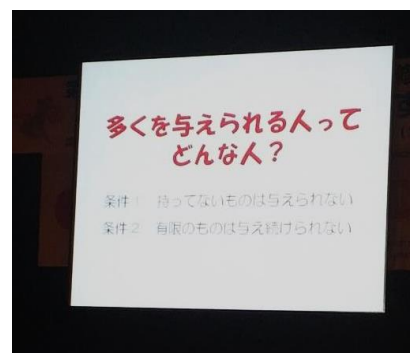 多くを与えられる人って
どんな人？
条件1 持ってないものは与えられない
条件2 有限のものは与え続けられない